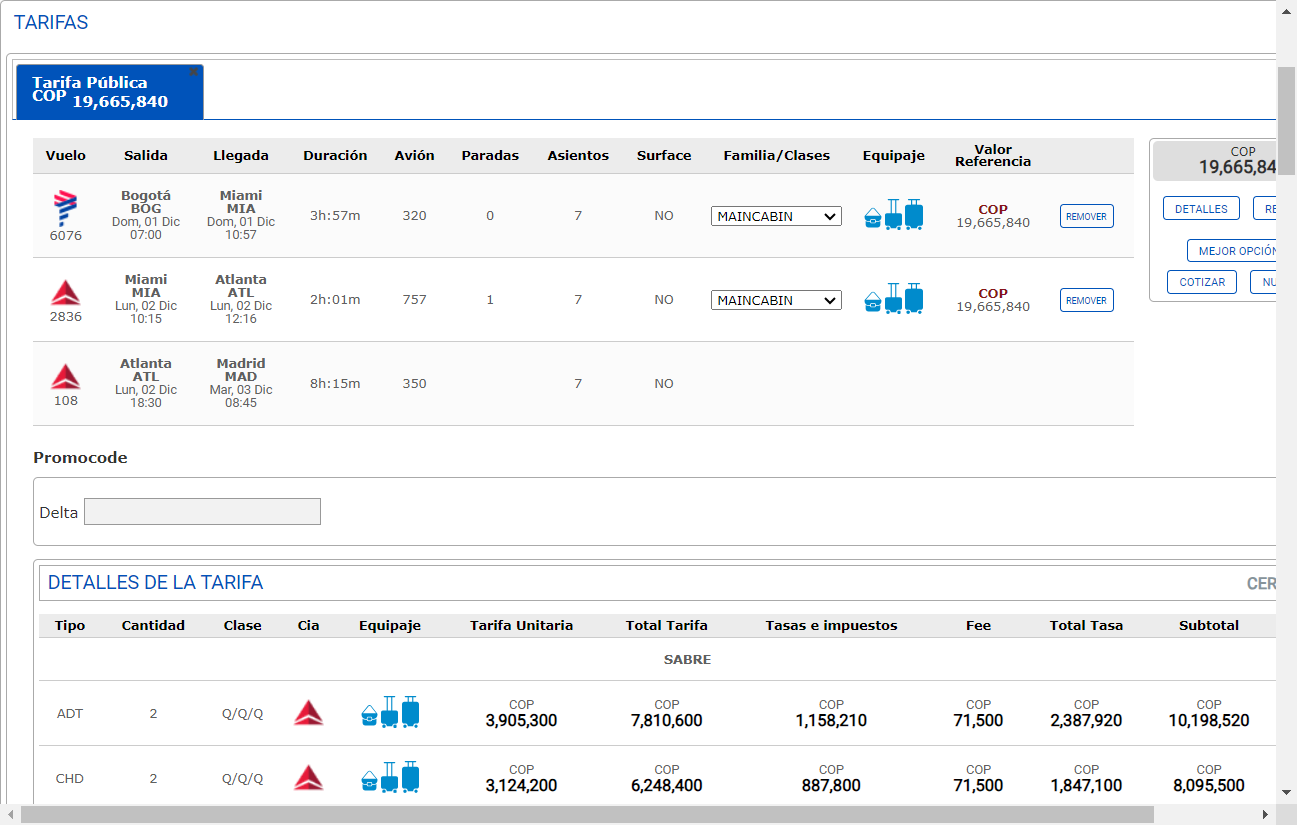 TARIFAS
Tarifa Pública
COP 19,665,840
Vuelo Salida Llegada Duración Avión Paradas Asientos Surface Familia/Clases Equipaje Valor Referencia
COP
19,665,84
6076 Bogotá BOG Dom, 01 Dic 07:00 Miami MIA Dom, 01 Dic 10:57 3h:57m 320 0 7 NO MAINCABIN COP 19,665,840 REMOVER
DETALLES RE
MEJOR OPCIÓN
COTIZAR NU
2836 Miami MIA Lun, 02 Dic 10:15 Atlanta ATL Lun, 02 Dic 12:16 2h:01m 757 1 7 NO MAINCABIN COP 19,665,840 REMOVER
108 Atlanta ATL Lun, 02 Dic 18:30 Madrid MAD Mar, 03 Dic 08:45 8h:15m 350 7 NO
Promocode
Delta
DETALLES DE LA TARIFA CER
Tipo Cantidad Clase Cia Equipaje Tarifa Unitaria Total Tarifa Tasas e impuestos Fee Total Tasa Subtotal
SABRE
ADT 2 Q/Q/Q COP 3,905,300 COP 7,810,600 COP 1,158,210 COP 71,500 COP 2,387,920 COP 10,198,520
CHD 2 Q/Q/Q COP 3,124,200 COP 6,248,400 COP 887,800 COP 71,500 COP 1,847,100 COP 8,095,500